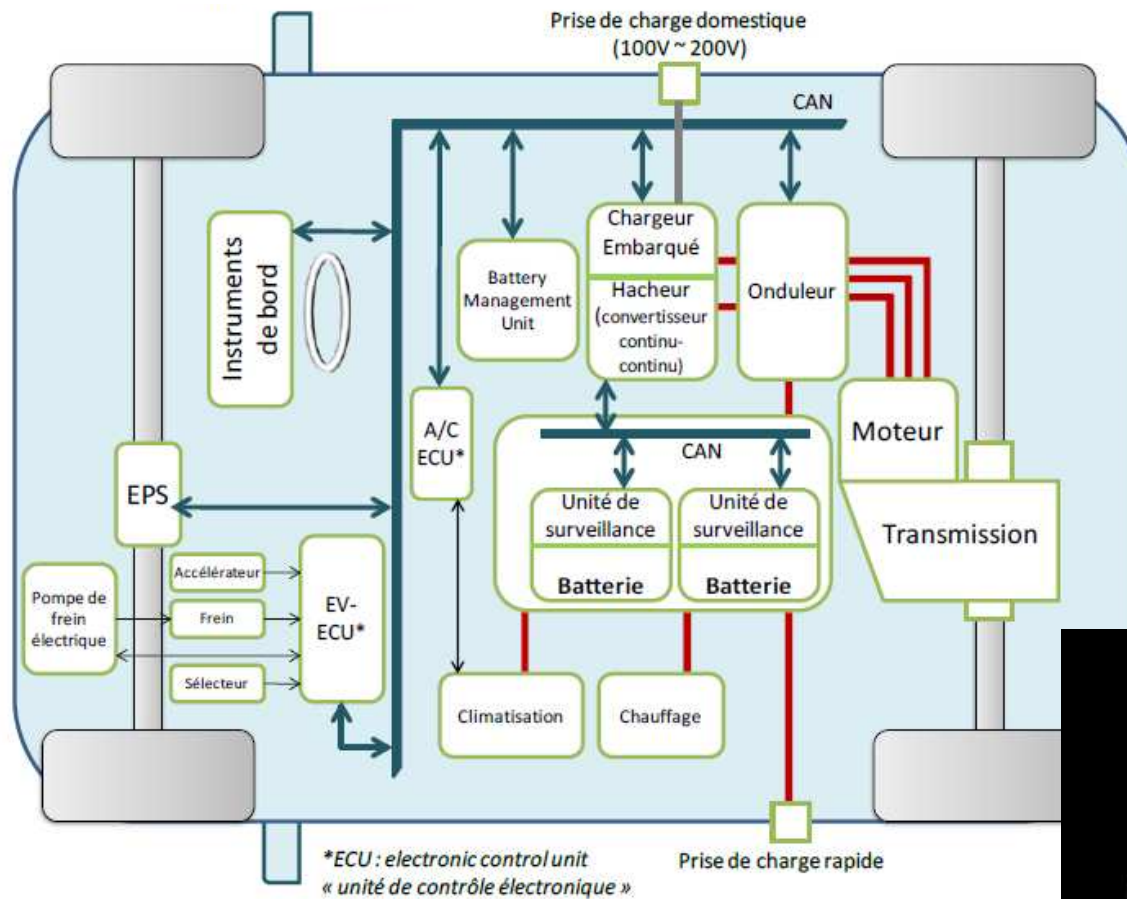 Prise de charge domestique
(100V ~ 200V)
CAN
Instruments
de bord
Battery
Management
Unit
Chargeur
Embarqué
Hacheur
(convertisseur
continu-
continu)
Onduleur
A/C
ECU*
CAN
Moteur
EPS
Unité de
surveillance
Batterie
Unité de
surveillance
Batterie
Transmission
Pompe de
frein
électrique
Accélérateur
Frein
Sélecteur
EV-
ECU*
Climatisation
Chauffage
*ECU : electronic control unit
« unité de contrôle électronique »
Prise de charge rapide